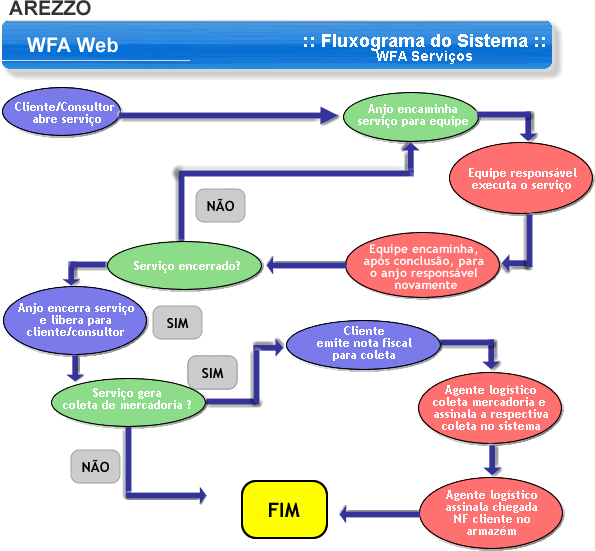 AREZZO
WFA Web
:: Fluxograma do Sistema ::
WFA Serviços
Cliente/Consultor
abre serviço
Anjo encaminha
serviço para equipe
Equipe responsável
executa o serviço
NÃO
Equipe encaminha,
após conclusão, para
o anjo responsável
novamente
Serviço encerrado?
Anjo encerra serviço
e libera para
cliente/consultor
SIM
Cliente
emite nota fiscal
para coleta
SIM
Serviço gera
coleta de mercadoria ?
Agente logístico
coleta mercadoria e
assinala a respectiva
coleta no sistema
NÃO
FIM
Agente logístico
assinala chegada
NF cliente no
armazém